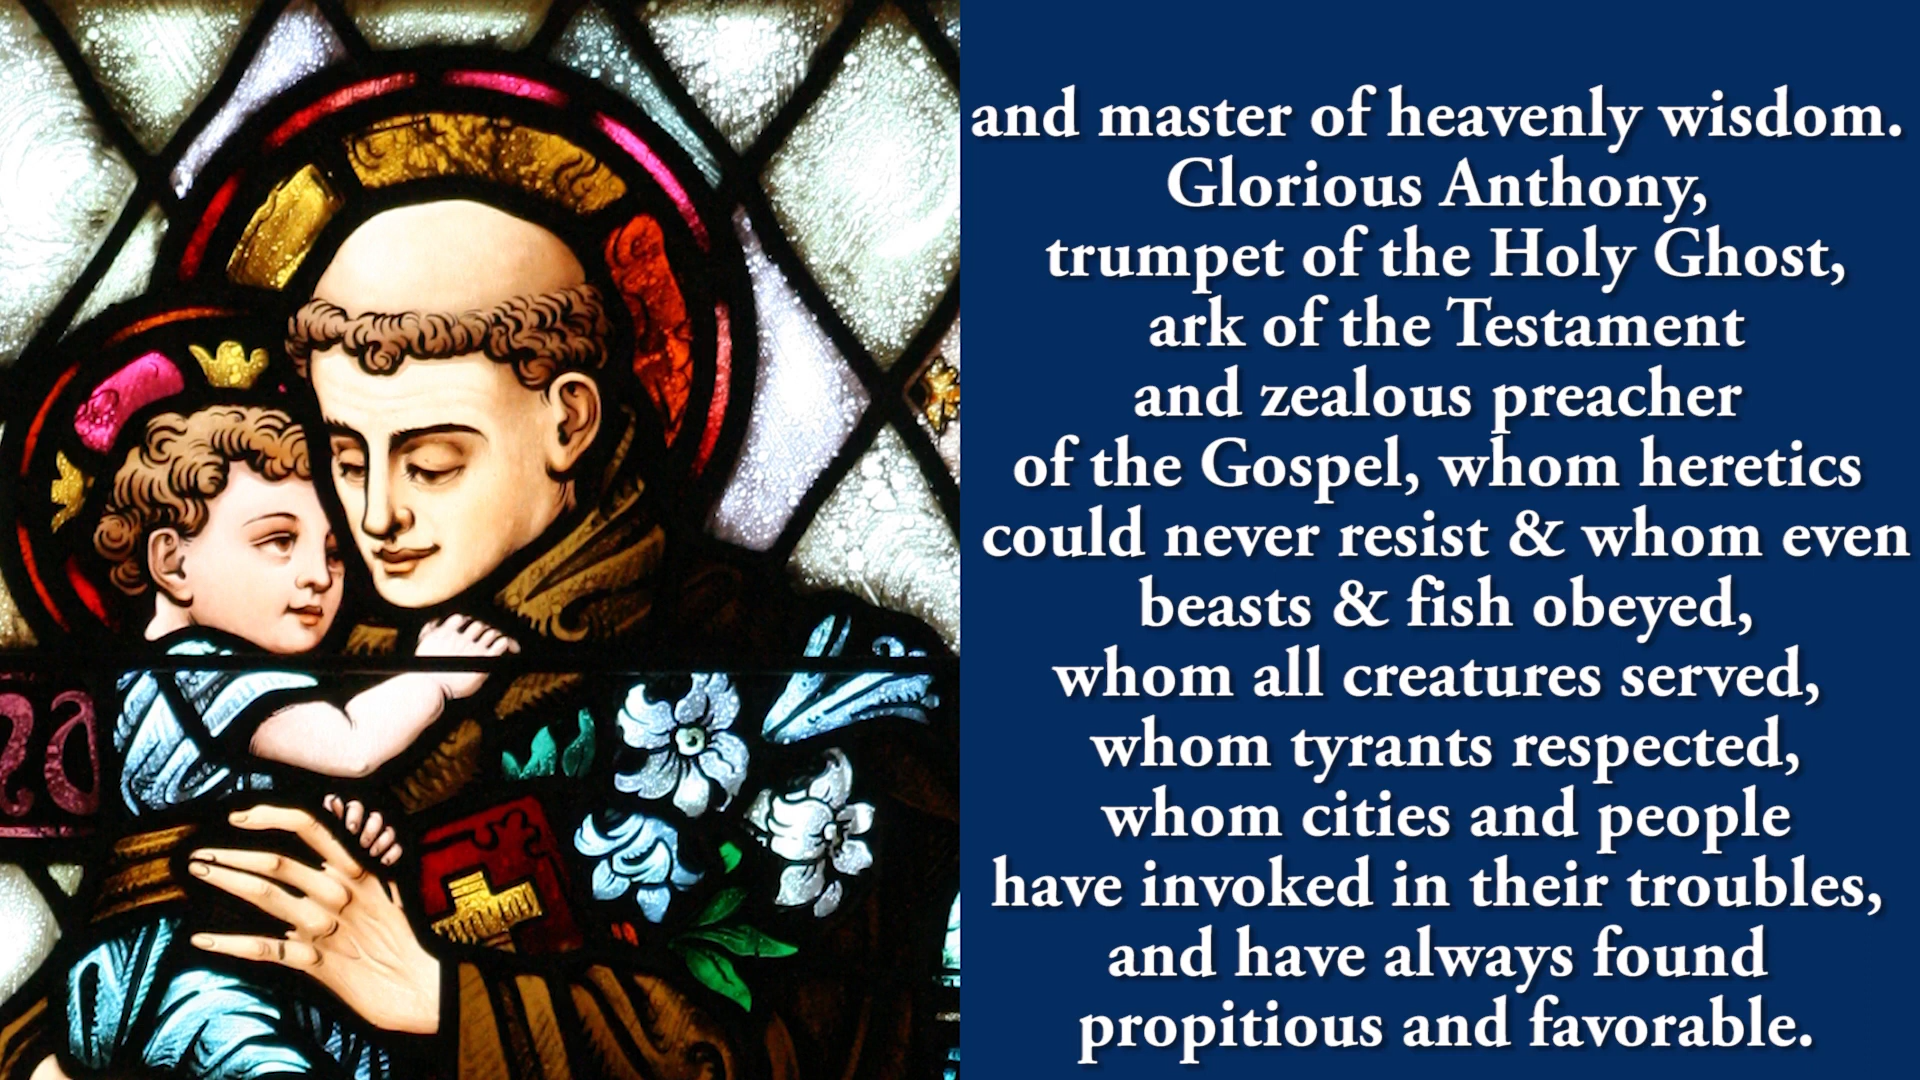 and master of heavenly wisdom.
Glorious Anthony,
trumpet of the Holy Ghost,
ark of the Testament
and zealous preacher
of the Gospel, whom heretics
could never resist & whom even
beasts & fish obeyed,
whom all creatures served,
whom tyrants respected,
whom cities and people
have invoked in their troubles,
and have always found
propitious and favorable.